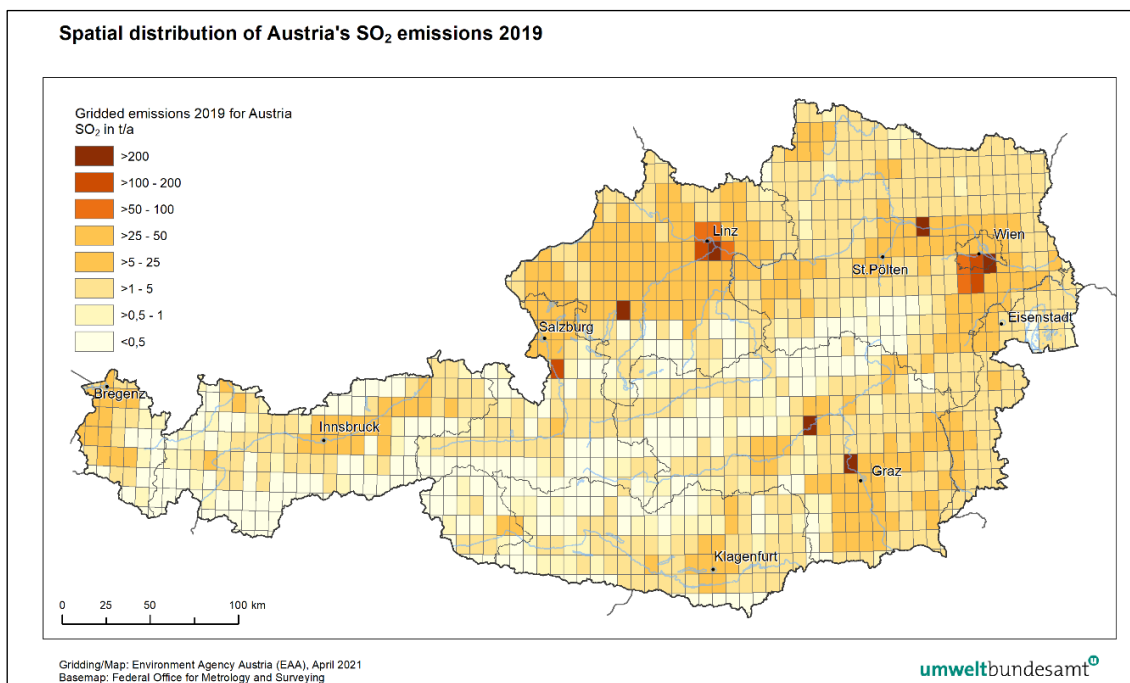 Spatial distribution of Austria's SO₂ emissions 2019
Gridded emissions 2019 for Austria
SO₂ in t/a
>200
>100 - 200
>50 - 100
>25 - 50
>5 - 25
>1 - 5
>0,5 - 1
<0,5
Linz
Wien
St.Pölten
Eisenstadt
Salzburg
Bregenz
Innsbruck
Graz
Klagenfurt
0 25 50 100 km
Gridding/Map: Environment Agency Austria (EAA), April 2021
Basemap: Federal Office for Metrology and Surveying
umweltbundesamt